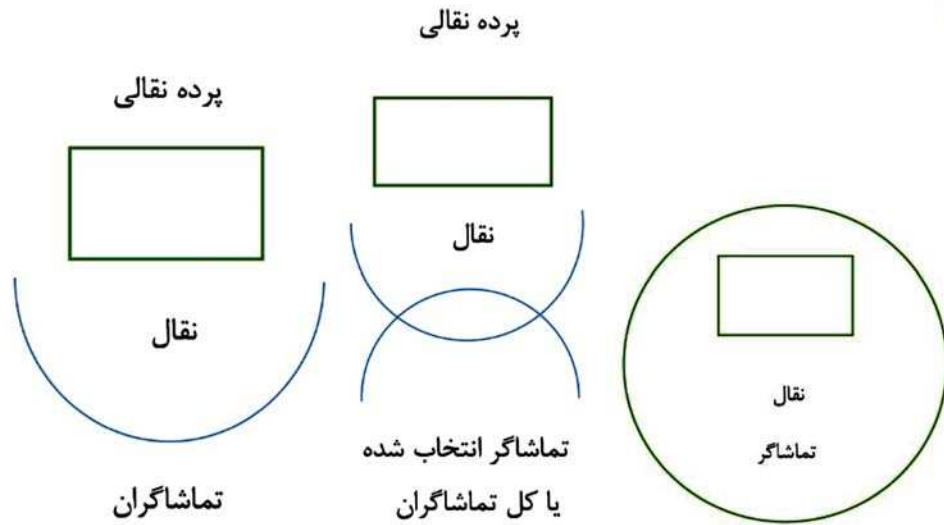 پرده نقالی
نقال
تماشاگران
پرده نقالی
نقال
تماشاگر انتخاب شده
یا کل تماشاگران
نقال
تماشاگر